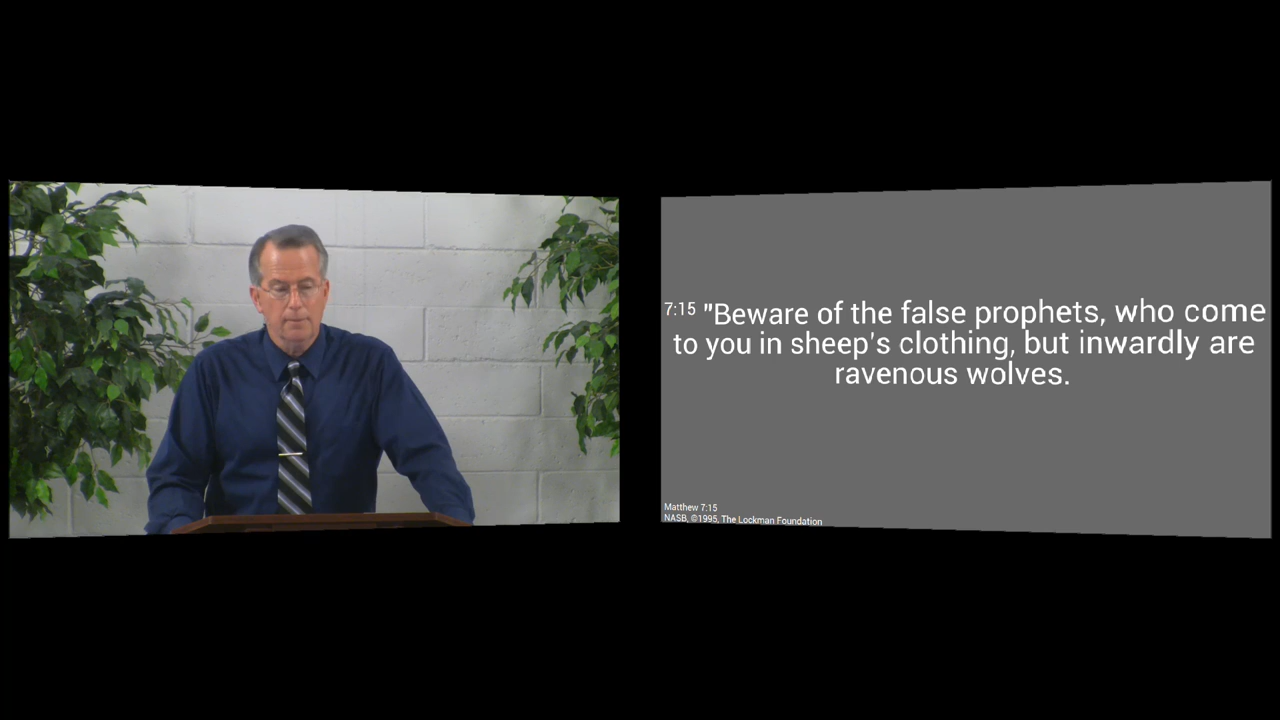 7:15 "Beware of the false prophets, who come
to you in sheep's clothing, but inwardly are
ravenous wolves.
Matthew 7:15
NASB, ©1995, The Lockman Foundation